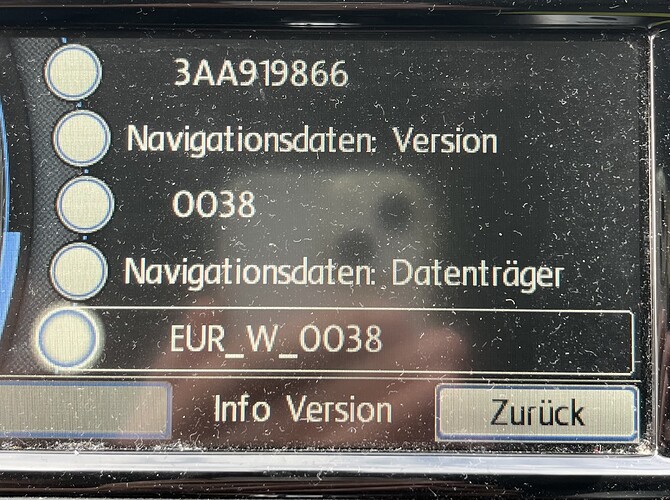 3AA919866
Navigationsdaten: Version
0038
Navigationsdaten: Datenträger
EUR_W_0038
Info Version
Zurück